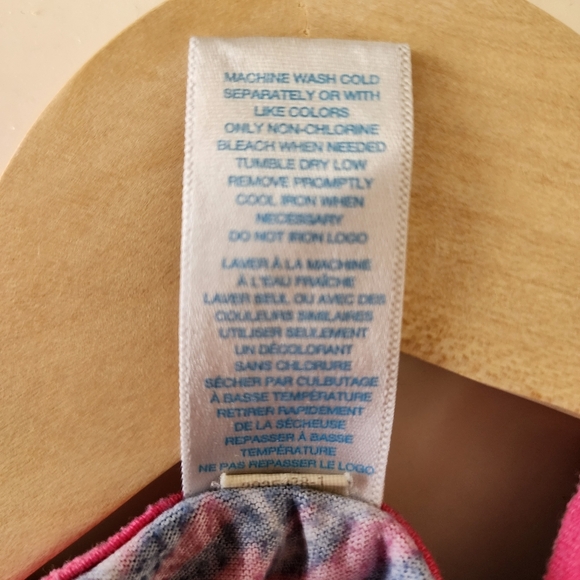 MACHINE WASH COLD
SEPARATELY OR WITH
LIKE COLORS
ONLY NON-CHLORINE
BLEACH WHEN NEEDED
TUMBLE DRY LOW
REMOVE PROMPTLY
COOL IRON WHEN
NECESSARY
DO NOT IRON LOGO
LAVER À LA MACHINE
À L'EAU FRAÎCHE
LAVER SEUL OU AVEC DES
COULEURS SIMILAIRES
UTILISER SEULEMENT
UN DÉCOLORANT
SANS CHLORURE
SÉCHER PAR CULBUTAGE
À BASSE TEMPÉRATURE
RETIRER RAPIDEMENT
DE LA SÉCHEUSE
REPASSER À BASSE
TEMPÉRATURE
NE PAS REPASSER LE LOGO